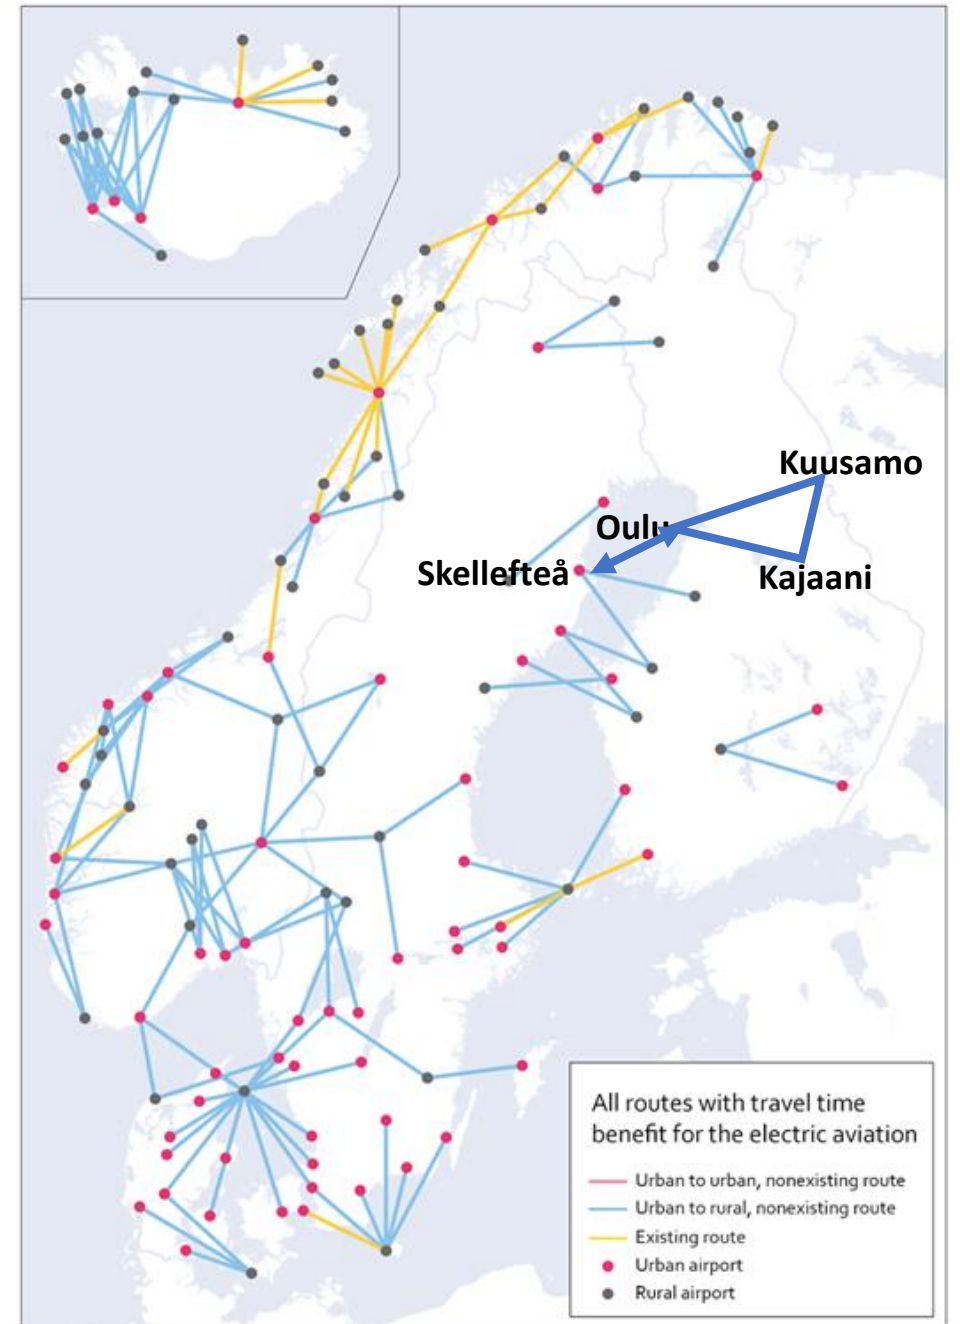 Kuusamo
Oulu
Skellefteå
Kajaani
All routes with travel time
benefit for the electric aviation
Urban to urban, nonexisting route
Urban to rural, nonexisting route
Existing route
Urban airport
Rural airport